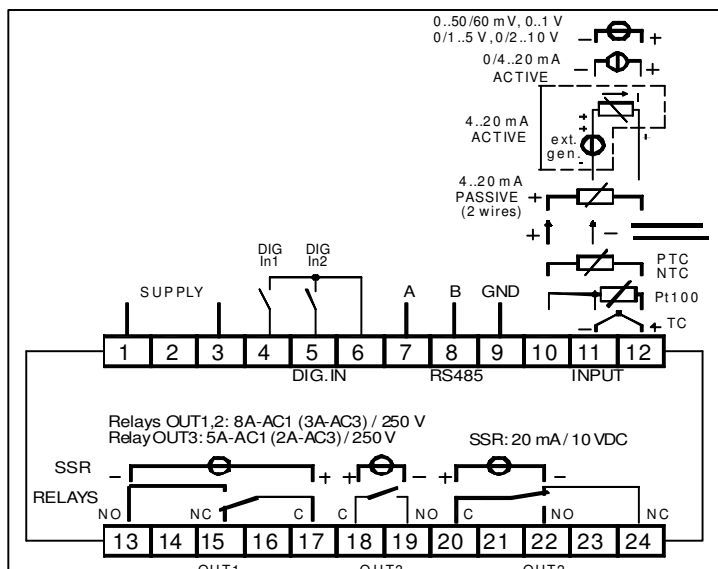 0..50/60 mV, 0..1 V
0/1..5 V, 0/2..10 V
- +
0/4..20 mA
ACTIVE
- +
4..20 mA
ACTIVE
ext.
gen.
+
+
-
4..20 mA
PASSIVE
(2 wires)
+
+ -
PTC
NTC
Pt100
- + TC
DIG
In1
DIG
In2
SUPPLY
A B GND
1 2 3 4 5 6 7 8 9 10 11 12
DIG.IN RS485 INPUT
Relays OUT1,2: 8A-AC1 (3A-AC3) / 250 V
Relay OUT3: 5A-AC1 (2A-AC3) / 250 V
SSR: 20 mA / 10 VDC
SSR - + + - + -
RELAYS
NO NC C C NO C NO NC
13 14 15 16 17 18 19 20 21 22 23 24